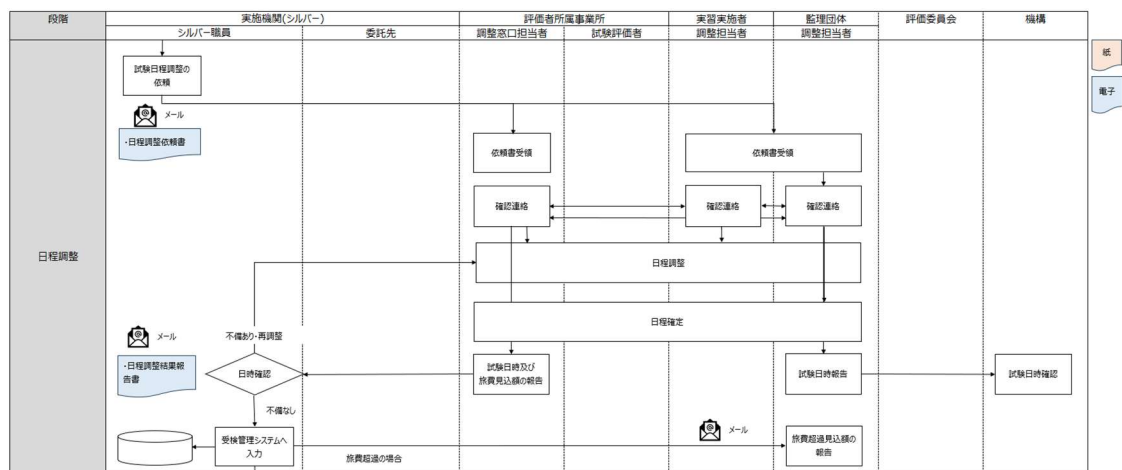 段階
実施機関(シルバー)
評価者所属事業所
実習実施者
監理団体
評価委員会
機構
シルバー職員
委託先
調整窓口担当者
試験評価者
調整担当者
調整担当者
紙
電子
日程調整
試験日程調整の
依頼
メール
・日程調整依頼書
依頼書受領
依頼書受領
確認連絡
確認連絡
確認連絡
日程調整
日程確定
不備あり・再調整
メール
・日程調整結果報
告書
日時確認
試験日時及び
旅費見込額の報告
試験日時報告
試験日時確認
不備なし
受検管理システムへ
入力
旅費超過の場合
メール
旅費超過見込額の
報告